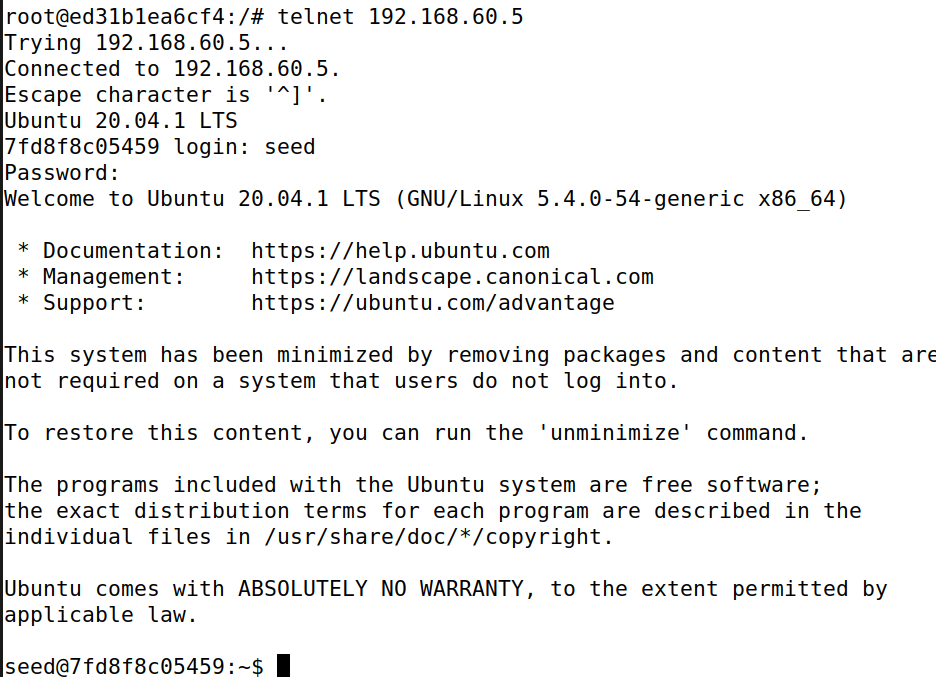 root@ed31b1ea6cf4:/# telnet 192.168.60.5
Trying 192.168.60.5...
Connected to 192.168.60.5.
Escape character is '^]'.
Ubuntu 20.04.1 LTS
7fd8f8c05459 login: seed
Password:
Welcome to Ubuntu 20.04.1 LTS (GNU/Linux 5.4.0-54-generic x86_64)
* Documentation:  https://help.ubuntu.com
* Management:     https://landscape.canonical.com
* Support:        https://ubuntu.com/advantage
This system has been minimized by removing packages and content that are
not required on a system that users do not log into.
To restore this content, you can run the 'unminimize' command.
The programs included with the Ubuntu system are free software;
the exact distribution terms for each program are described in the
individual files in /usr/share/doc/*/copyright.
Ubuntu comes with ABSOLUTELY NO WARRANTY, to the extent permitted by
applicable law.
seed@7fd8f8c05459:~$